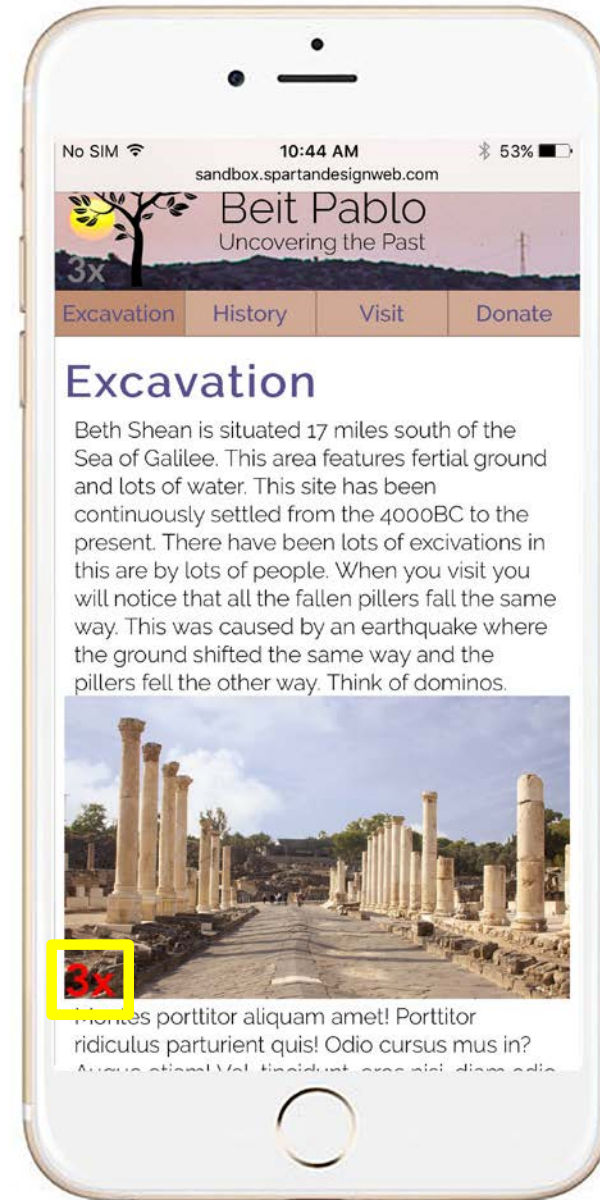 No SIM 10:44 AM 53%
sandbox.spartandesignweb.com
Beit Pablo
Uncovering the Past
3x
Excavation History Visit Donate
Excavation
Beth Shean is situated 17 miles south of the
Sea of Galilee. This area features fertial ground
and lots of water. This site has been
continuously settled from the 4000BC to the
present. There have been lots of excivations in
this are by lots of people. When you visit you
will notice that all the fallen pillers fall the same
way. This was caused by an earthquake where
the ground shifted the same way and the
pillers fell the other way. Think of dominos.
3x
Montes porttitor aliquam amet! Porttitor
ridiculus parturient quis! Odio cursus mus in?